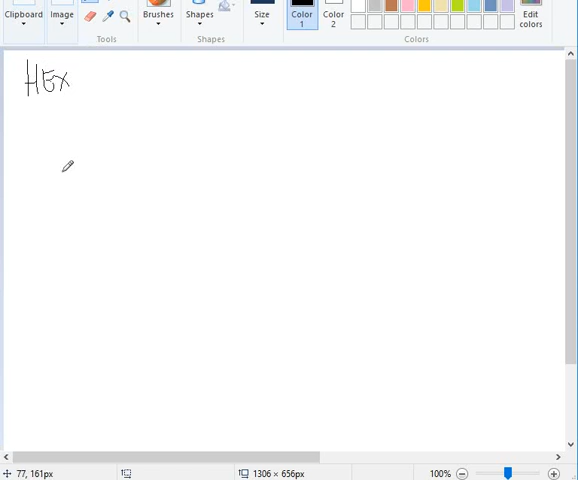 Clipboard
Image
Brushes
Shapes
Size
Color 1
Color 2
Edit colors
Tools
Shapes
Colors
HEX
77, 161px
1306 × 656px
100%